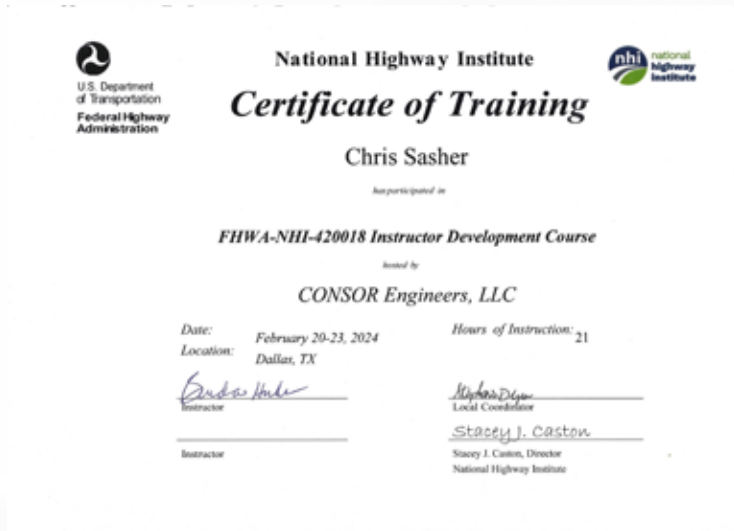 National Highway Institute
nhi national
highway
institute
U.S. Department
of Transportation
Federal Highway
Administration
Certificate of Training
Chris Sasher
has participated in
FHWA-NHI-420018 Instructor Development Course
hosted by
CONSOR Engineers, LLC
Date: February 20-23, 2024
Hours of Instruction: 21
Location: Dallas, TX
Instructor
Local Coordinator
Stacey J. Caston
Instructor
Stacey J. Caston, Director
National Highway Institute